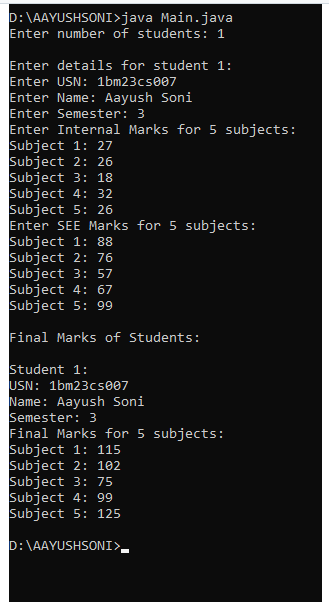 D:\AAYUSHSONI>java Main.java
Enter number of students: 1
Enter details for student 1:
Enter USN: 1bm23cs007
Enter Name: Aayush Soni
Enter Semester: 3
Enter Internal Marks for 5 subjects:
Subject 1: 27
Subject 2: 26
Subject 3: 18
Subject 4: 32
Subject 5: 26
Enter SEE Marks for 5 subjects:
Subject 1: 88
Subject 2: 76
Subject 3: 57
Subject 4: 67
Subject 5: 99
Final Marks of Students:
Student 1:
USN: 1bm23cs007
Name: Aayush Soni
Semester: 3
Final Marks for 5 subjects:
Subject 1: 115
Subject 2: 102
Subject 3: 75
Subject 4: 99
Subject 5: 125
D:\AAYUSHSONI>